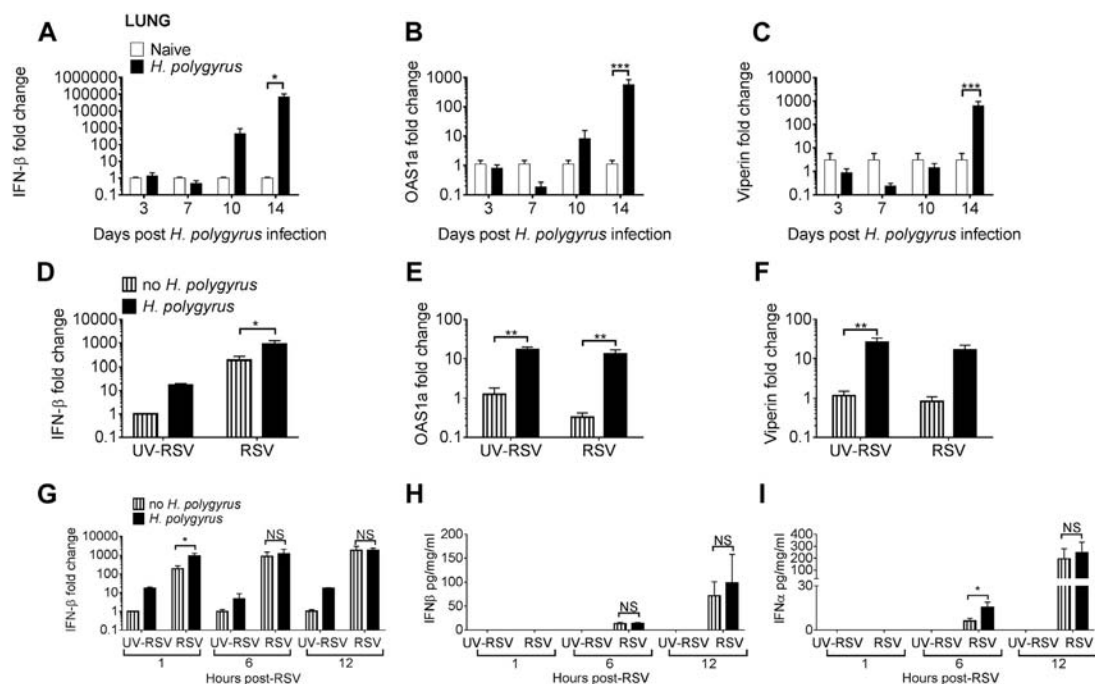 LUNG
A
Naive
H. polygyrus
IFN-β fold change
1000000
100000
10000
1000
100
10
1
0.1
*
3 7 10 14
Days post H. polygyrus infection
B
OAS1a fold change
10000
1000
100
10
1
0.1
***
3 7 10 14
Days post H. polygyrus infection
C
Viperin fold change
10000
1000
100
10
1
0.1
***
3 7 10 14
Days post H. polygyrus infection
D
no H. polygyrus
H. polygyrus
IFN-β fold change
10000
1000
100
10
1
0.1
*
UV-RSV RSV
E
OAS1a fold change
100
10
1
0.1
** **
UV-RSV RSV
F
Viperin fold change
100
10
1
0.1
**
UV-RSV RSV
G
no H. polygyrus
H. polygyrus
IFN-β fold change
100000
10000
1000
100
10
1
0.1
* NS NS
UV-RSV RSV UV-RSV RSV UV-RSV RSV
1 6 12
Hours post-RSV
H
IFNβ pg/mg/ml
200
150
100
50
0
NS NS
UV-RSV RSV UV-RSV RSV UV-RSV RSV
1 6 12
Hours post-RSV
I
IFNα pg/mg/ml
400
300
200
100
30
0
* NS
UV-RSV RSV UV-RSV RSV UV-RSV RSV
1 6 12
Hours post-RSV